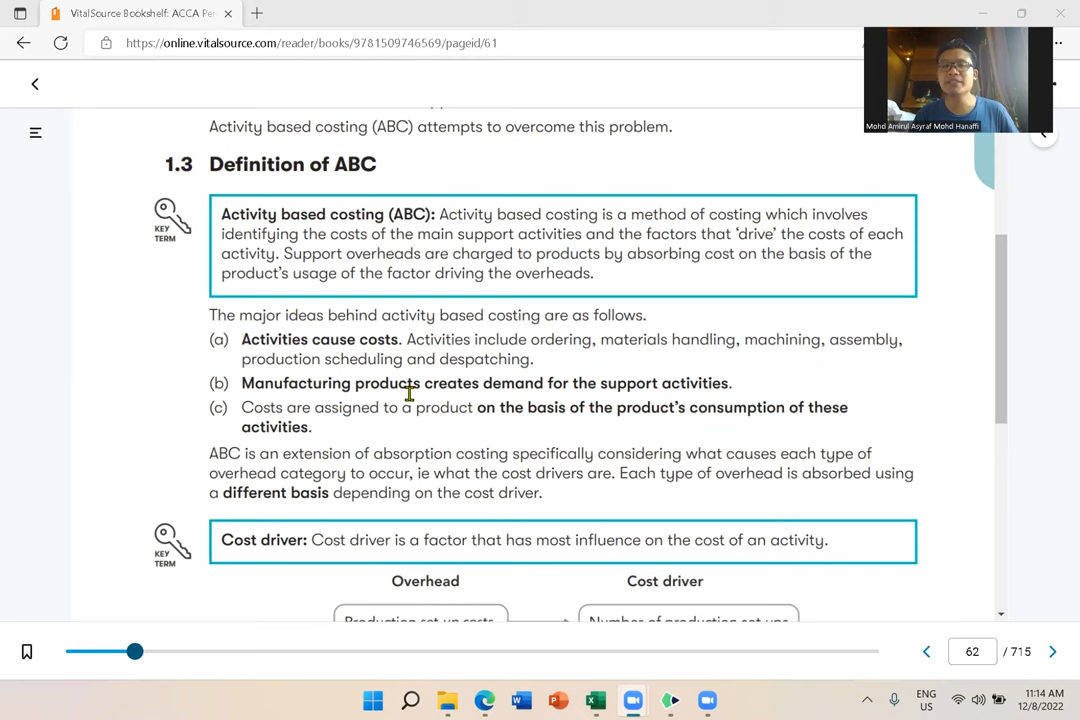 VitalSource Bookshelf: ACCA Per
https://online.vitalsource.com/reader/books/9781509746569/pageid/61
Mohd Amirul Asyraf Mohd Hanaffi
Activity based costing (ABC) attempts to overcome this problem.
1.3 Definition of ABC
KEY
TERM
Activity based costing (ABC): Activity based costing is a method of costing which involves
identifying the costs of the main support activities and the factors that ‘drive’ the costs of each
activity. Support overheads are charged to products by absorbing cost on the basis of the
product’s usage of the factor driving the overheads.
The major ideas behind activity based costing are as follows.
(a) Activities cause costs. Activities include ordering, materials handling, machining, assembly,
production scheduling and despatching.
(b) Manufacturing products creates demand for the support activities.
(c) Costs are assigned to a product on the basis of the product’s consumption of these
activities.
ABC is an extension of absorption costing specifically considering what causes each type of
overhead category to occur, ie what the cost drivers are. Each type of overhead is absorbed using
a different basis depending on the cost driver.
KEY
TERM
Cost driver: Cost driver is a factor that has most influence on the cost of an activity.
Overhead Cost driver
Production set up costs Number of production set ups
62 / 715
ENG
US
11:14 AM
12/8/2022